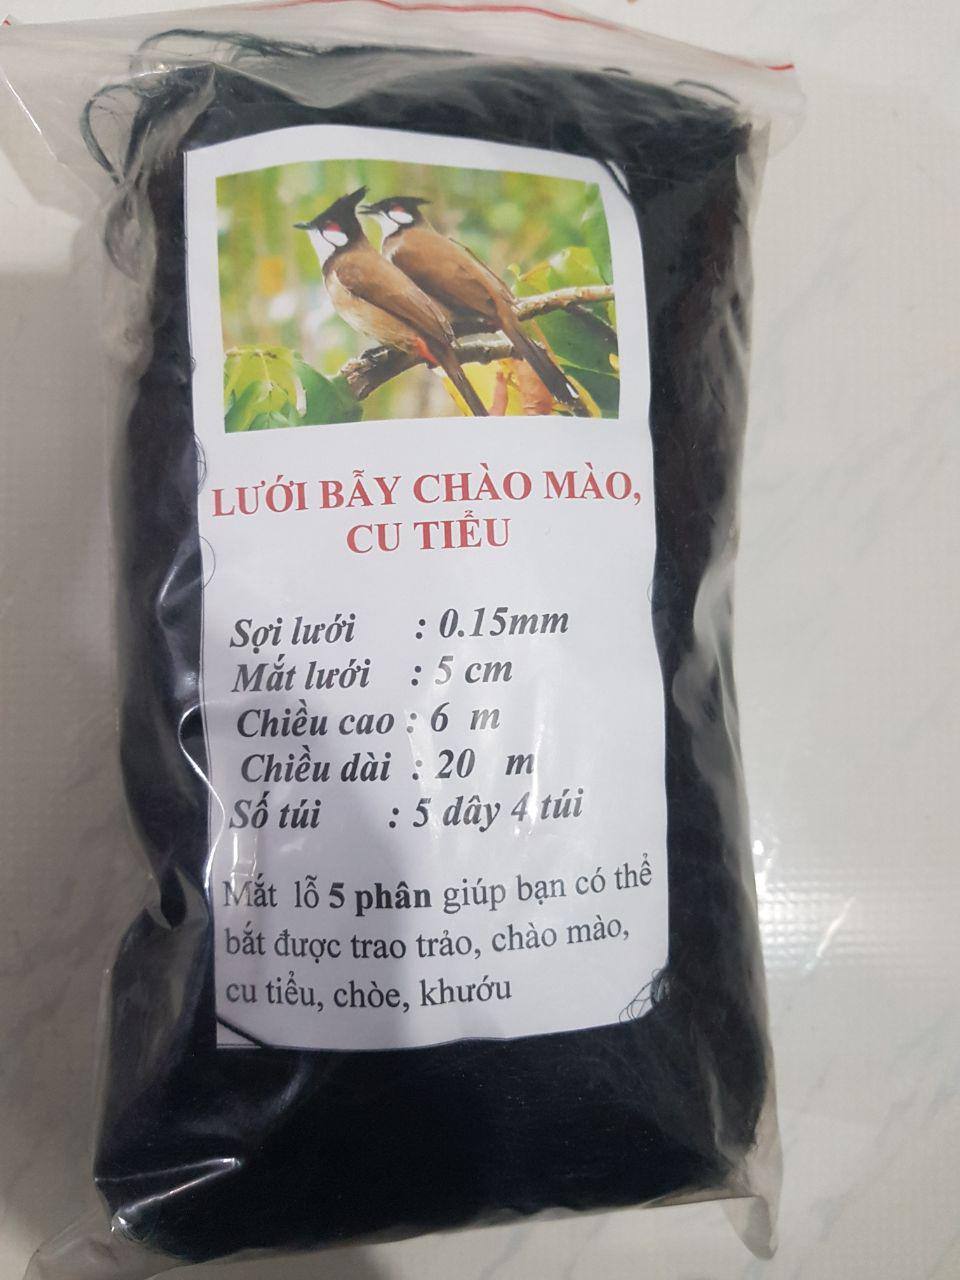 LƯỚI BẪY CHÀO MÀO,
CU TIỂU
Sợi lưới : 0.15mm
Mắt lưới : 5 cm
Chiều cao : 6 m
Chiều dài : 20 m
Số túi : 5 dây 4 túi
Mắt lỗ 5 phân giúp bạn có thể
bắt được trao trảo, chào mào,
cu tiểu, chòe, khướu